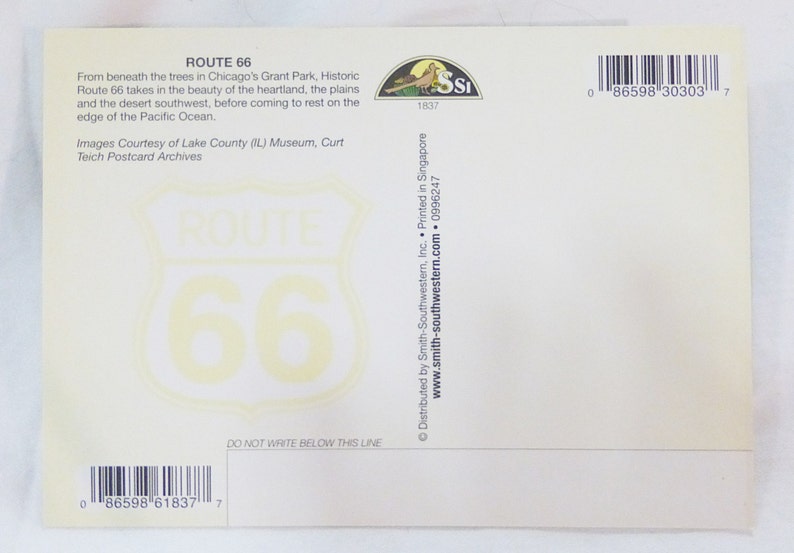 ROUTE 66
From beneath the trees in Chicago's Grant Park, Historic
Route 66 takes in the beauty of the heartland, the plains
and the desert southwest, before coming to rest on the
edge of the Pacific Ocean.
Images Courtesy of Lake County (IL) Museum, Curt
Teich Postcard Archives
SSI
1837
0 86598 30303 7
ROUTE
66
© Distributed by Smith-Southwestern, Inc. • Printed in Singapore
www.smith-southwestern.com • 0996247
DO NOT WRITE BELOW THIS LINE
0 86598 61837 7